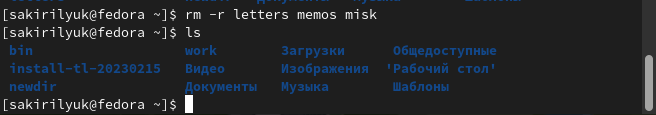 [sakirilyuk@fedora ~]$ rm -r letters memos misk
[sakirilyuk@fedora ~]$ ls
bin work Загрузки Общедоступные
install-tl-20230215 Видео Изображения 'Рабочий стол'
newdir Документы Музыка Шаблоны
[sakirilyuk@fedora ~]$